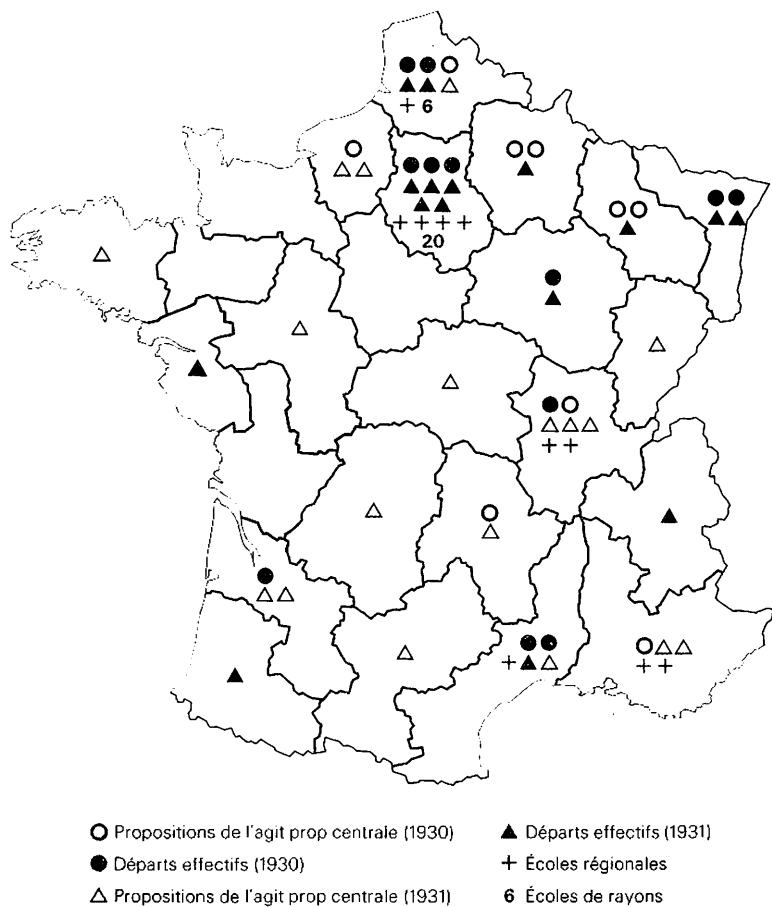 6
20
Propositions de l'agit prop centrale (1930)
Départs effectifs (1930)
Propositions de l'agit prop centrale (1931)
Départs effectifs (1931)
+ Écoles régionales
6 Écoles de rayons